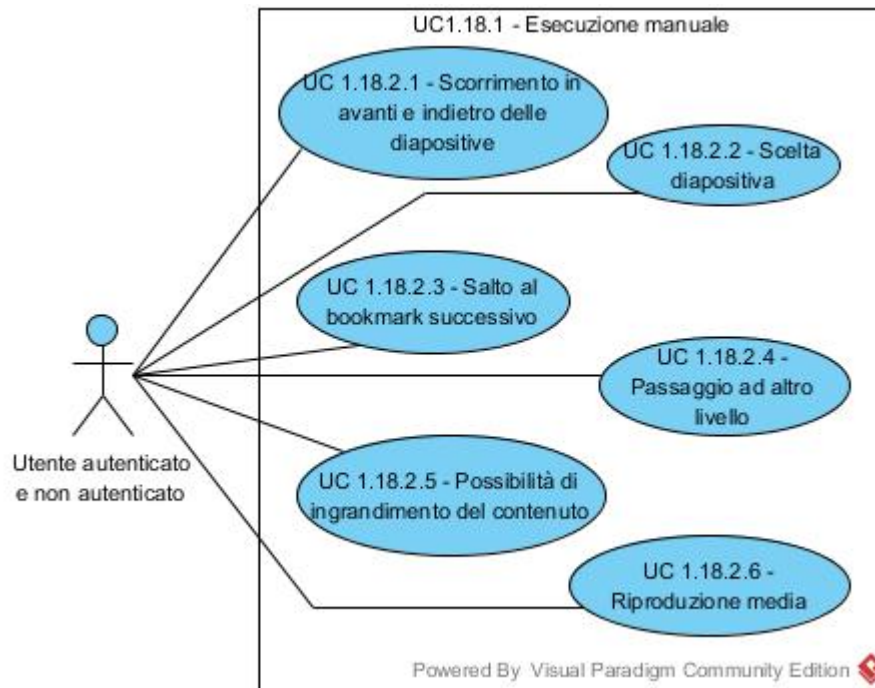 UC1.18.1 - Esecuzione manuale
UC 1.18.2.1 - Scorrimento in
avanti e indietro delle
diapositive
UC 1.18.2.2 - Scelta
diapositiva
UC 1.18.2.3 - Salto al
bookmark successivo
UC 1.18.2.4 -
Passaggio ad altro
livello
Utente autenticato
e non autenticato
UC 1.18.2.5 - Possibilità di
ingrandimento del contenuto
UC 1.18.2.6 -
Riproduzione media
Powered By Visual Paradigm Community Edition